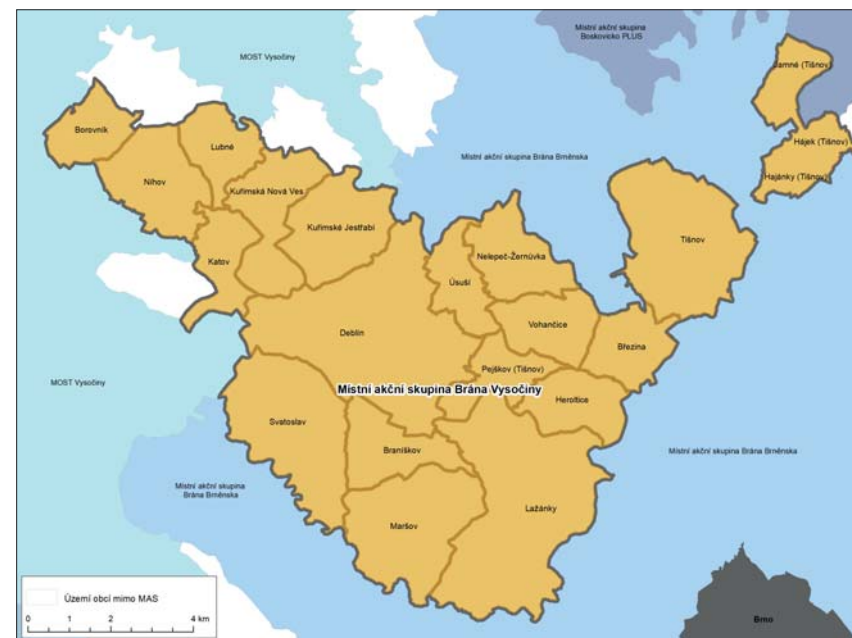 Místní akční skupina
Boskovicko PLUS
MOST Vysočiny
Jamné (Tišnov)
Borovník
Lubné
Hájek (Tišnov)
Místní akční skupina Brána Brněnska
Níhov
Hajánky (Tišnov)
Kuřimská Nová Ves
Kuřimské Jestřabí
Tišnov
Nelepeč-Žernůvka
Katov
Úsuší
Vohančice
Deblín
Březina
Pejškov (Tišnov)
MOST Vysočiny
Místní akční skupina Brána Vysočiny
Heroltice
Svatoslav
Braníškov
Místní akční skupina Brána Brněnska
Místní akční skupina
Brána Brněnska
Lažánky
Maršov
Území obcí mimo MAS
0 1 2 4 km
Brno